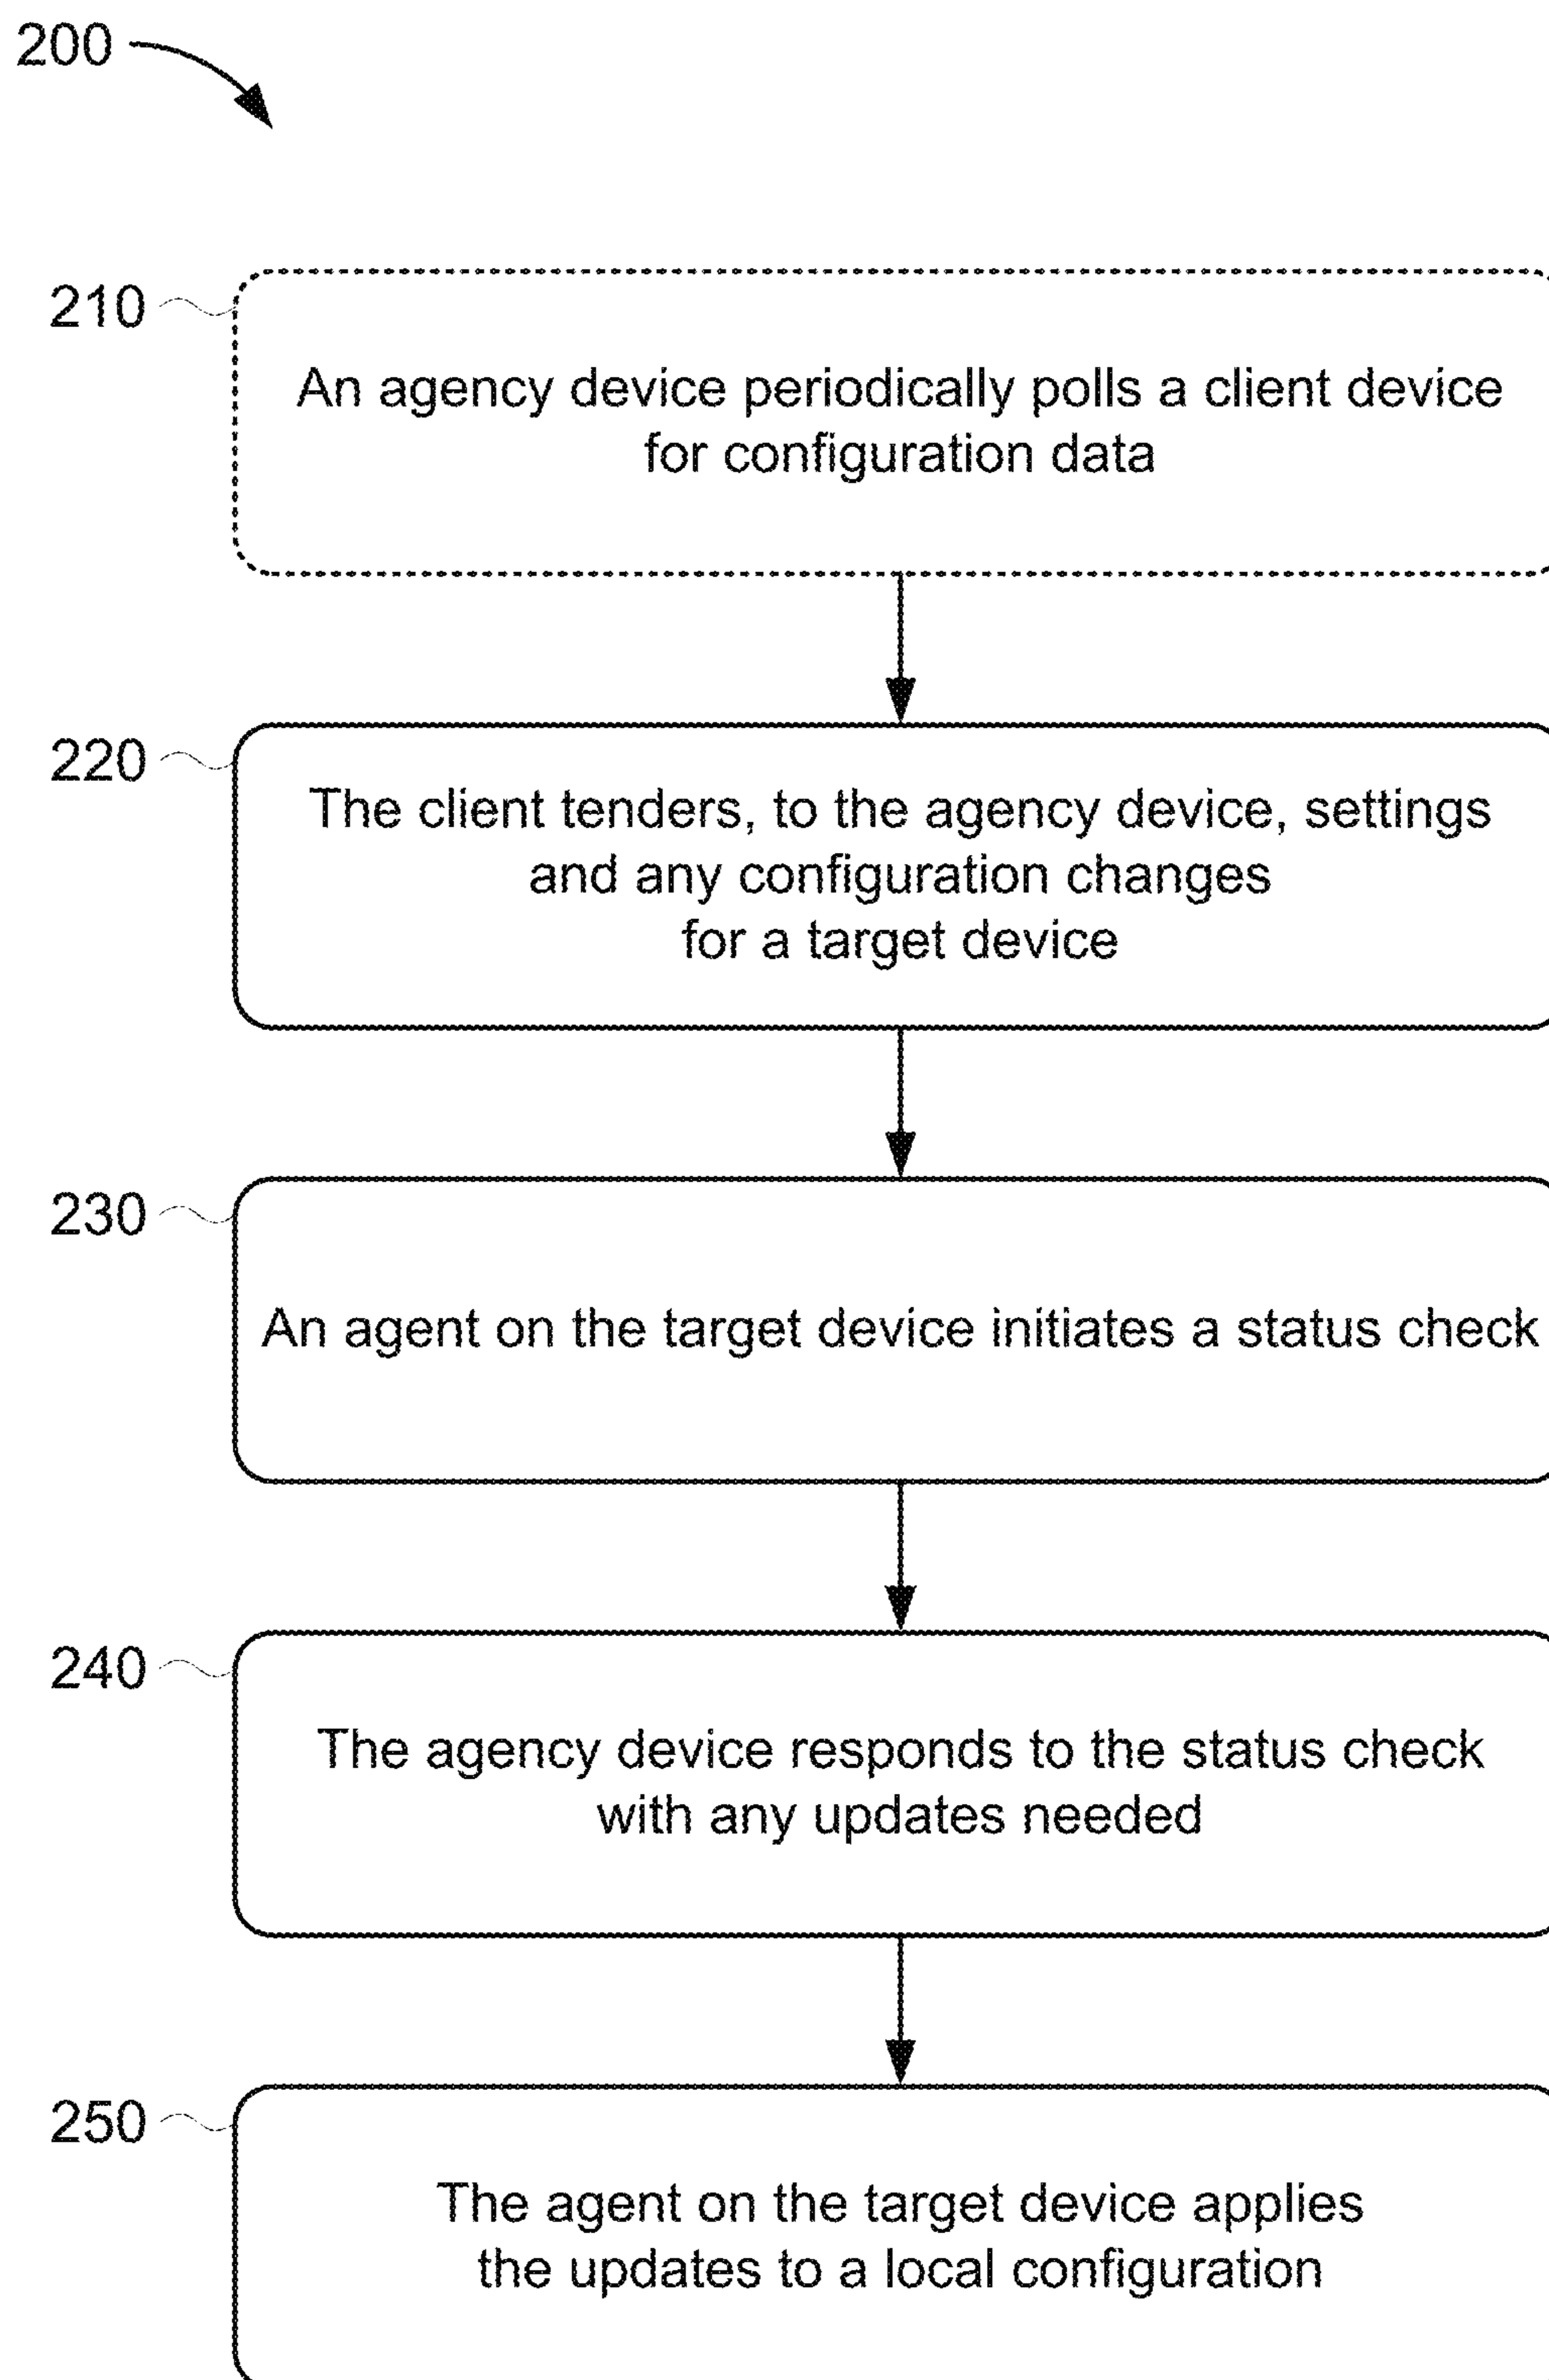 200
210
An agency device periodically polls a client device
for configuration data
220
The client tenders, to the agency device, settings
and any configuration changes
for a target device
230
An agent on the target device initiates a status check
240
The agency device responds to the status check
with any updates needed
250
The agent on the target device applies
the updates to a local configuration